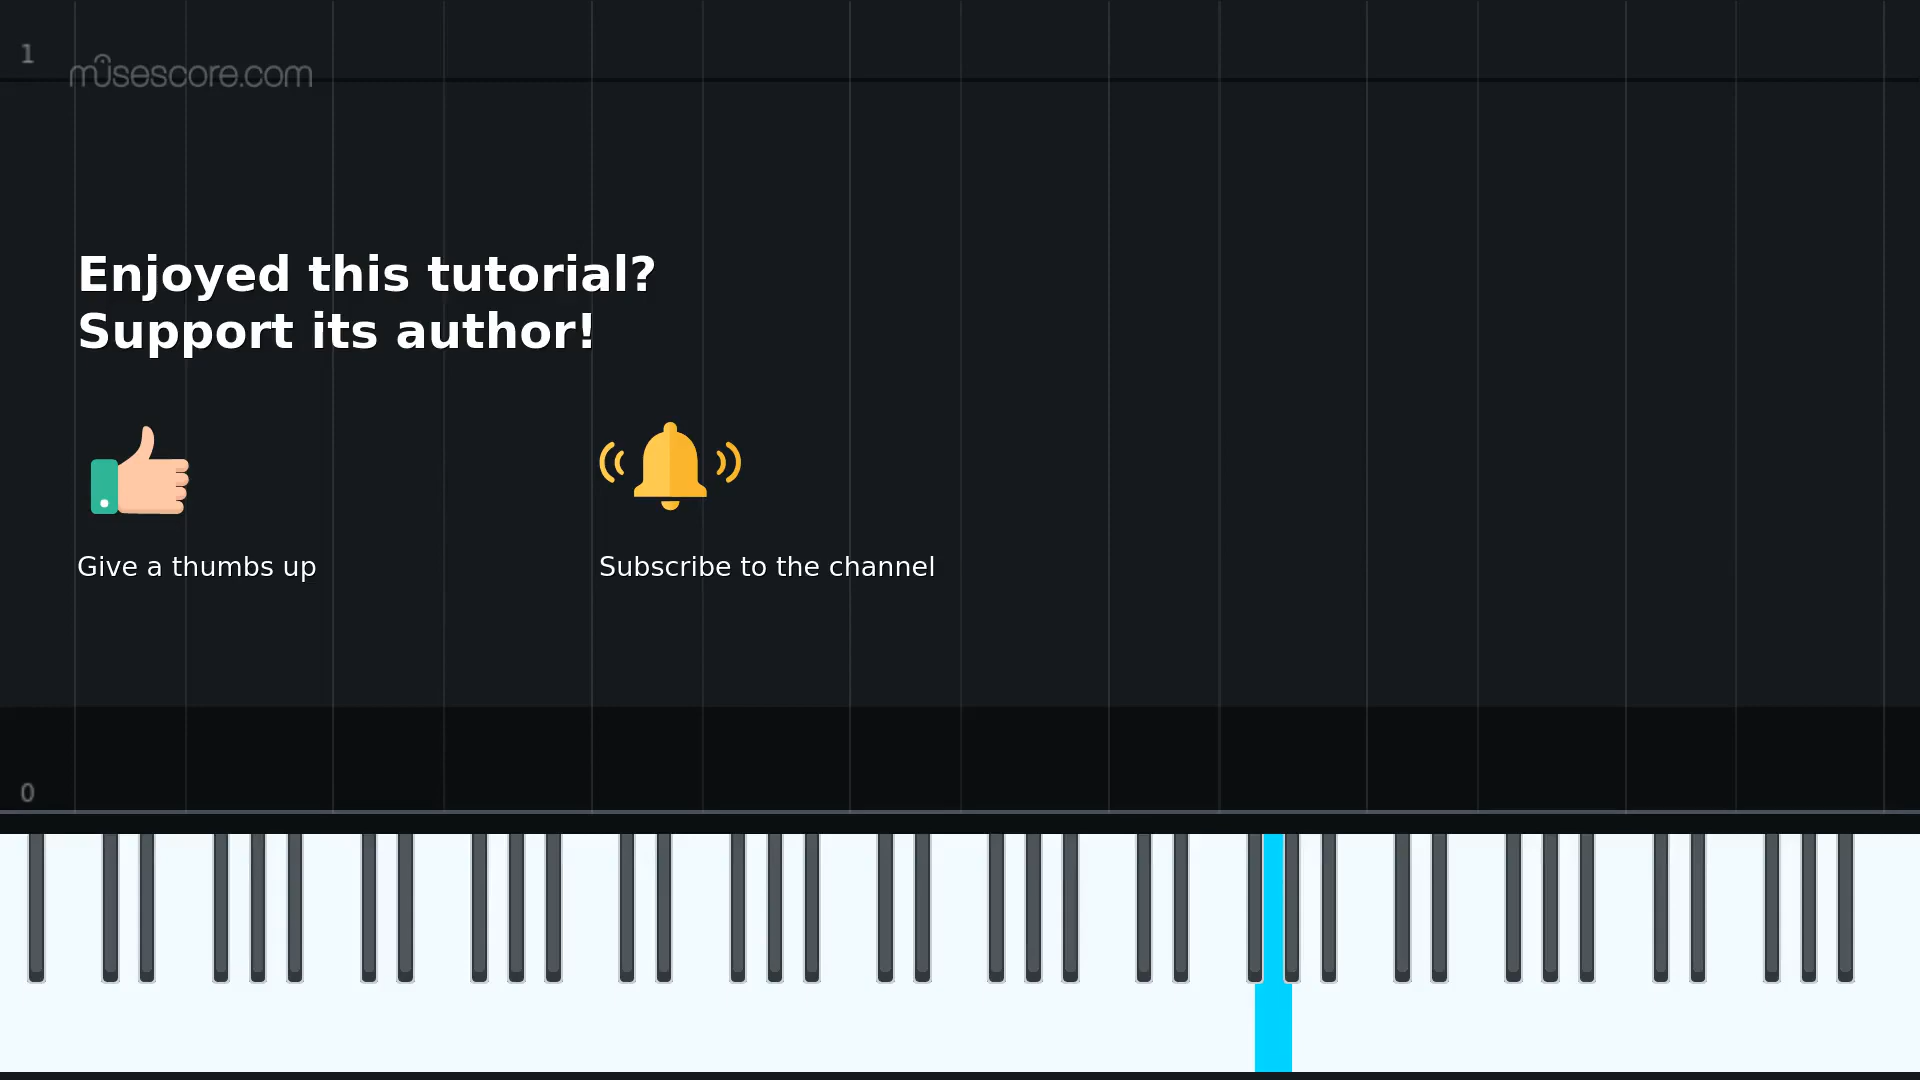 1
musescore.com
Enjoyed this tutorial?
Support its author!
Give a thumbs up
Subscribe to the channel
0